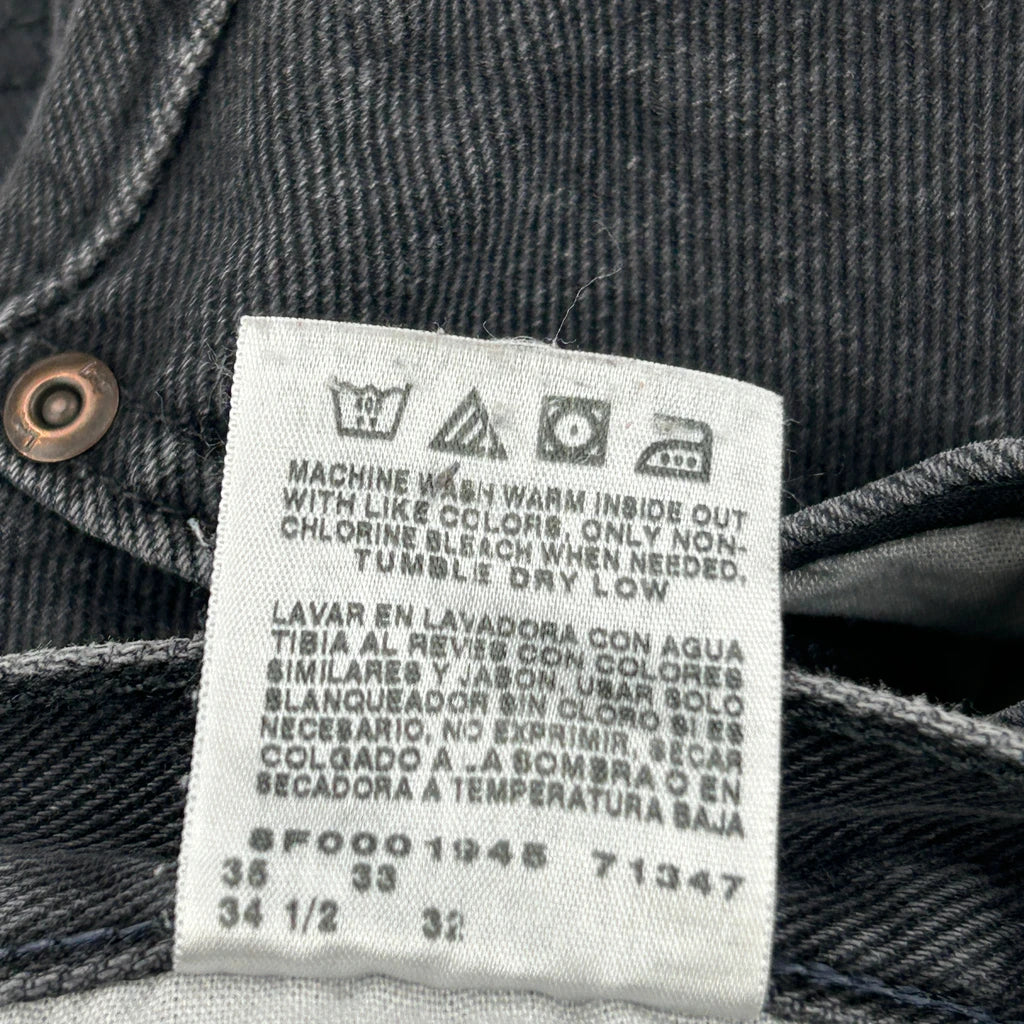 MACHINE WASH WARM INSIDE OUT
WITH LIKE COLORS, ONLY NON-
CHLORINE BLEACH WHEN NEEDED.
TUMBLE DRY LOW
LAVAR EN LAVADORA CON AGUA
TIBIA AL REVES CON COLORES
SIMILARES Y JABON, USAR SOLO
BLANQUEADOR SIN CLORO SI ES
NECESARIO, NO EXPRIMIR, SECAR
COLGADO A LA SOMBRA O EN
SECADORA A TEMPERATURA BAJA
71347
33
34 1/2 32